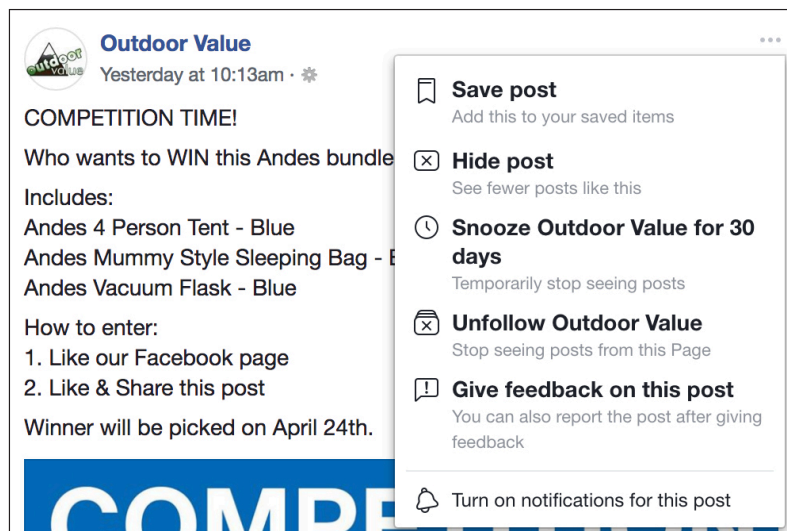 Outdoor Value
Yesterday at 10:13am ·
outdoor
value
COMPETITION TIME!
Who wants to WIN this Andes bundle
Includes:
Andes 4 Person Tent - Blue
Andes Mummy Style Sleeping Bag -
Andes Vacuum Flask - Blue
How to enter:
1. Like our Facebook page
2. Like & Share this post
Winner will be picked on April 24th.
Save post
Add this to your saved items
Hide post
See fewer posts like this
Snooze Outdoor Value for 30
days
Temporarily stop seeing posts
Unfollow Outdoor Value
Stop seeing posts from this Page
Give feedback on this post
You can also report the post after giving
feedback
Turn on notifications for this post